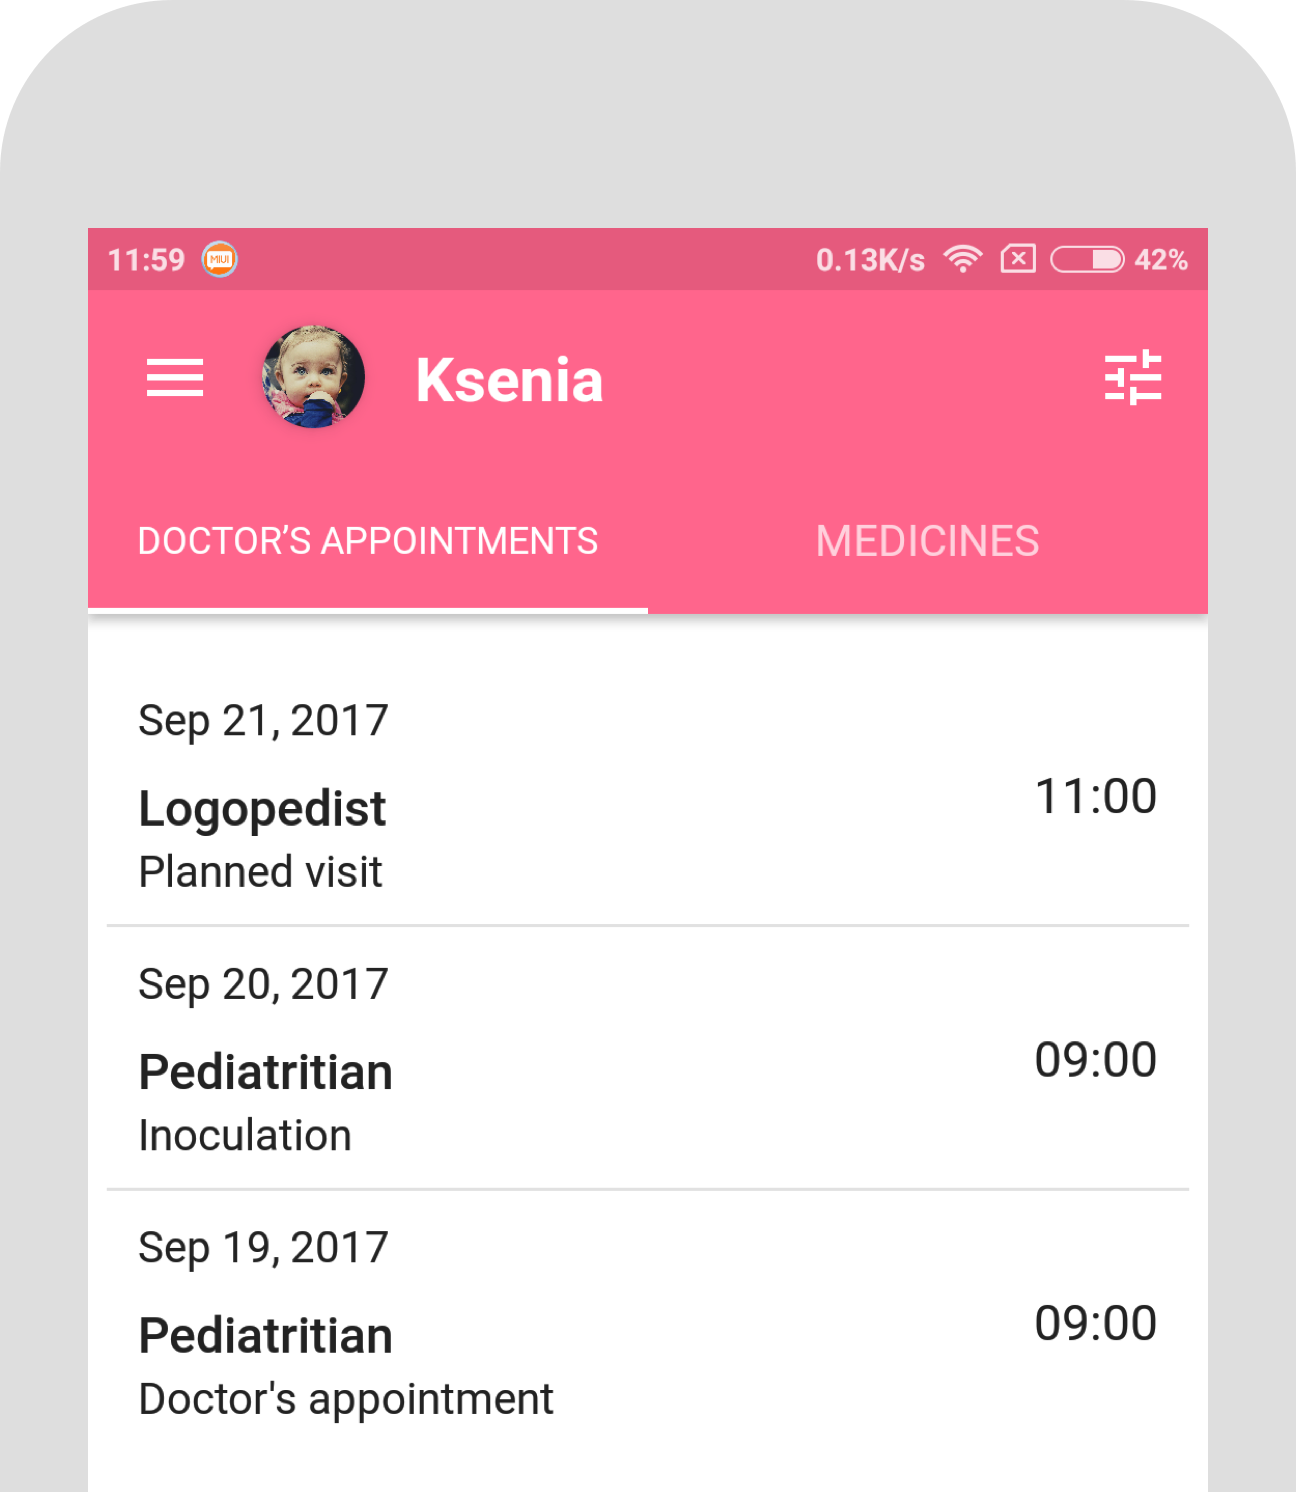 11:59 MIUI 0.13K/s 42%
Ksenia
DOCTOR’S APPOINTMENTS MEDICINES
Sep 21, 2017
Logopedist 11:00
Planned visit
Sep 20, 2017
Pediatritian 09:00
Inoculation
Sep 19, 2017
Pediatritian 09:00
Doctor's appointment